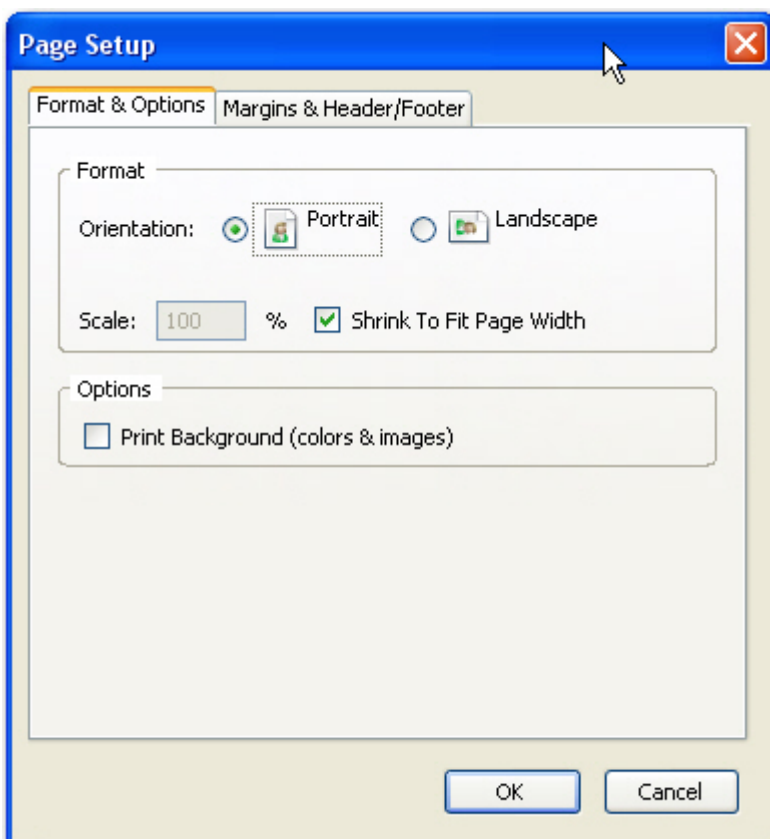 Page Setup
Format & Options Margins & Header/Footer
Format
Orientation: Portrait Landscape
Scale: 100 % Shrink To Fit Page Width
Options
Print Background (colors & images)
OK Cancel